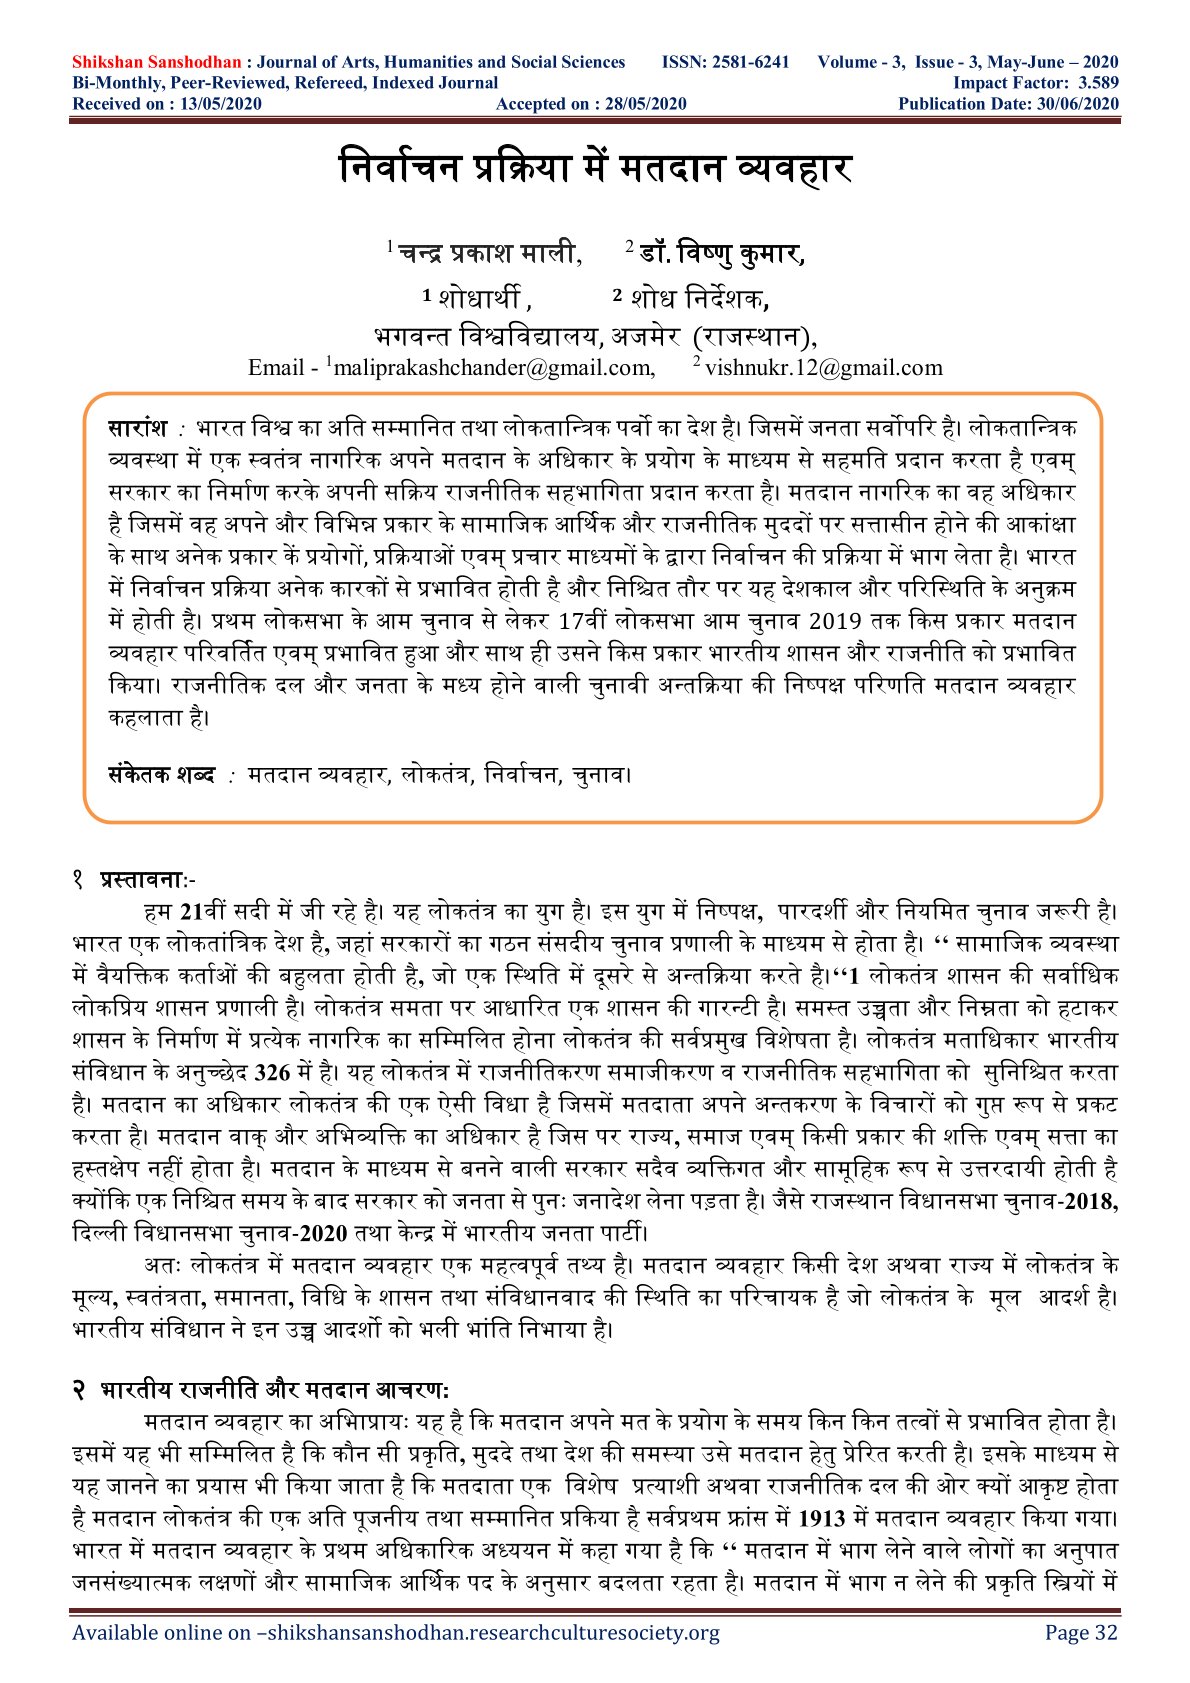 Shikshan Sanshodhan : Journal of Arts, Humanities and Social Sciences ISSN: 2581-6241 Volume - 3, Issue - 3, May-June – 2020
Bi-Monthly, Peer-Reviewed, Refereed, Indexed Journal Impact Factor: 3.589
Received on : 13/05/2020 Accepted on : 28/05/2020 Publication Date: 30/06/2020
निर्वाचन प्रक्रिया में मतदान व्यवहार
1 चन्द्र प्रकाश माली, 2 डॉ. विष्णु कुमार,
1 शोधार्थी , 2 शोध निर्देशक,
भगवन्त विश्वविद्यालय, अजमेर (राजस्थान),
Email - 1maliprakashchander@gmail.com, 2 vishnukr.12@gmail.com
सारांश : भारत विश्व का अति सम्मानित तथा लोकतान्त्रिक पर्वो का देश है। जिसमें जनता सर्वोपरि है। लोकतान्त्रिक
व्यवस्था में एक स्वतंत्र नागरिक अपने मतदान के अधिकार के प्रयोग के माध्यम से सहमति प्रदान करता है एवम्
सरकार का निर्माण करके अपनी सक्रिय राजनीतिक सहभागिता प्रदान करता है। मतदान नागरिक का वह अधिकार
है जिसमें वह अपने और विभिन्न प्रकार के सामाजिक आर्थिक और राजनीतिक मुददों पर सत्तासीन होने की आकांक्षा
के साथ अनेक प्रकार कें प्रयोगों, प्रक्रियाओं एवम् प्रचार माध्यमों के द्वारा निर्वाचन की प्रक्रिया में भाग लेता है। भारत
में निर्वाचन प्रक्रिया अनेक कारकों से प्रभावित होती है और निश्चित तौर पर यह देशकाल और परिस्थिति के अनुक्रम
में होती है। प्रथम लोकसभा के आम चुनाव से लेकर 17वीं लोकसभा आम चुनाव 2019 तक किस प्रकार मतदान
व्यवहार परिवर्तित एवम् प्रभावित हुआ और साथ ही उसने किस प्रकार भारतीय शासन और राजनीति को प्रभावित
किया। राजनीतिक दल और जनता के मध्य होने वाली चुनावी अन्तक्रिया की निष्पक्ष परिणति मतदान व्यवहार
कहलाता है।
संकेतक शब्द : मतदान व्यवहार, लोकतंत्र, निर्वाचन, चुनाव।
१ प्रस्तावनाः-
हम 21वीं सदी में जी रहे है। यह लोकतंत्र का युग है। इस युग में निष्पक्ष, पारदर्शी और नियमित चुनाव जरूरी है।
भारत एक लोकतांत्रिक देश है, जहां सरकारों का गठन संसदीय चुनाव प्रणाली के माध्यम से होता है। “ सामाजिक व्यवस्था
में वैयक्तिक कर्ताओं की बहुलता होती है, जो एक स्थिति में दूसरे से अन्तक्रिया करते है।“1 लोकतंत्र शासन की सर्वाधिक
लोकप्रिय शासन प्रणाली है। लोकतंत्र समता पर आधारित एक शासन की गारन्टी है। समस्त उच्चता और निम्नता को हटाकर
शासन के निर्माण में प्रत्येक नागरिक का सम्मिलित होना लोकतंत्र की सर्वप्रमुख विशेषता है। लोकतंत्र मताधिकार भारतीय
संविधान के अनुच्छेद 326 में है। यह लोकतंत्र में राजनीतिकरण समाजीकरण व राजनीतिक सहभागिता को सुनिश्चित करता
है। मतदान का अधिकार लोकतंत्र की एक ऐसी विधा है जिसमें मतदाता अपने अन्तकरण के विचारों को गुप्त रूप से प्रकट
करता है। मतदान वाक् और अभिव्यक्ति का अधिकार है जिस पर राज्य, समाज एवम् किसी प्रकार की शक्ति एवम् सत्ता का
हस्तक्षेप नहीं होता है। मतदान के माध्यम से बनने वाली सरकार सदैव व्यक्तिगत और सामूहिक रूप से उत्तरदायी होती है
क्योंकि एक निश्चित समय के बाद सरकार को जनता से पुनः जनादेश लेना पड़ता है। जैसे राजस्थान विधानसभा चुनाव-2018,
दिल्ली विधानसभा चुनाव-2020 तथा केन्द्र में भारतीय जनता पार्टी।
अतः लोकतंत्र में मतदान व्यवहार एक महत्वपूर्व तथ्य है। मतदान व्यवहार किसी देश अथवा राज्य में लोकतंत्र के
मूल्य, स्वतंत्रता, समानता, विधि के शासन तथा संविधानवाद की स्थिति का परिचायक है जो लोकतंत्र के मूल आदर्श है।
भारतीय संविधान ने इन उच्च आदर्शो को भली भांति निभाया है।
२ भारतीय राजनीति और मतदान आचरण:
मतदान व्यवहार का अभिाप्रायः यह है कि मतदान अपने मत के प्रयोग के समय किन किन तत्वों से प्रभावित होता है।
इसमें यह भी सम्मिलित है कि कौन सी प्रकृति, मुददे तथा देश की समस्या उसे मतदान हेतु प्रेरित करती है। इसके माध्यम से
यह जानने का प्रयास भी किया जाता है कि मतदाता एक विशेष प्रत्याशी अथवा राजनीतिक दल की ओर क्यों आकृष्ट होता
है मतदान लोकतंत्र की एक अति पूजनीय तथा सम्मानित प्रकिया है सर्वप्रथम फ्रांस में 1913 में मतदान व्यवहार किया गया।
भारत में मतदान व्यवहार के प्रथम अधिकारिक अध्ययन में कहा गया है कि “ मतदान में भाग लेने वाले लोगों का अनुपात
जनसंख्यात्मक लक्षणों और सामाजिक आर्थिक पद के अनुसार बदलता रहता है। मतदान में भाग न लेने की प्रकृति स्त्रियों में
Available online on –shikshansanshodhan.researchculturesociety.org Page 32